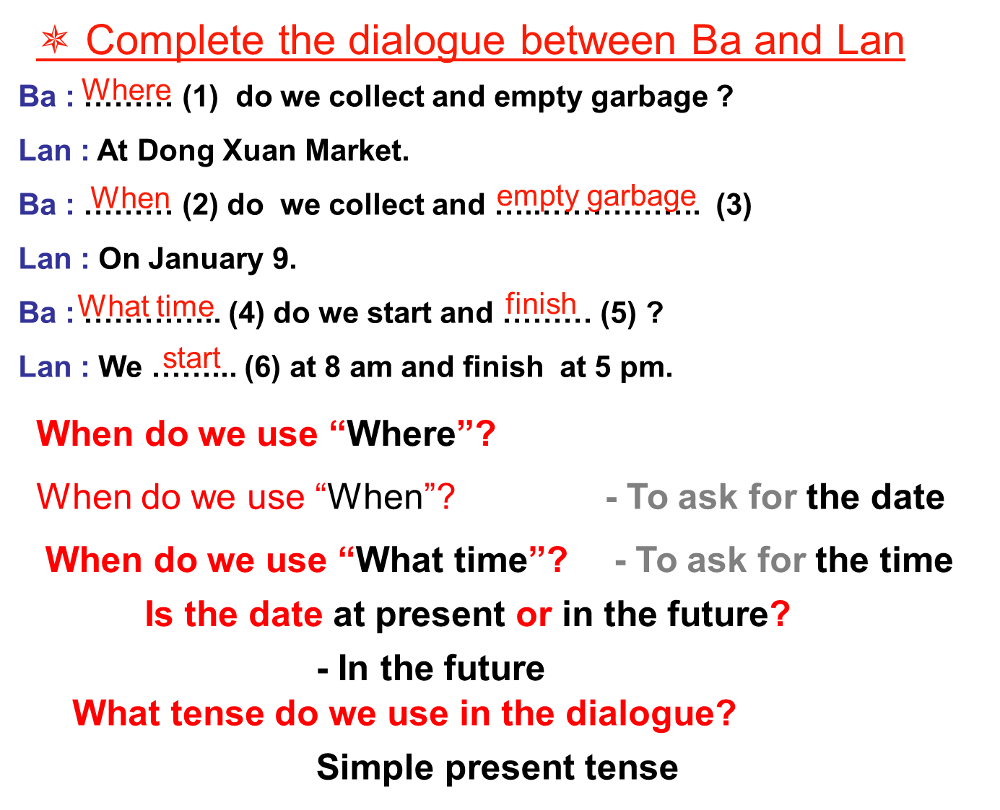 ✶ Complete the dialogue between Ba and Lan
Ba : Where ......... (1) do we collect and empty garbage ?
Lan : At Dong Xuan Market.
Ba : When ......... (2) do we collect and empty garbage ..................... (3)
Lan : On January 9.
Ba : What time .............. (4) do we start and finish ......... (5) ?
Lan : We start ......... (6) at 8 am and finish at 5 pm.
When do we use “Where”?
When do we use “When”? - To ask for the date
When do we use “What time”? - To ask for the time
Is the date at present or in the future?
- In the future
What tense do we use in the dialogue?
Simple present tense